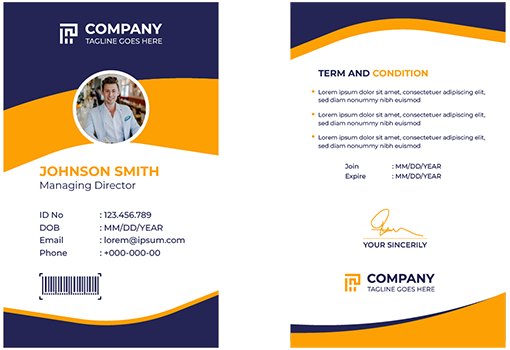 COMPANY
TAGLINE GOES HERE
JOHNSON SMITH
Managing Director
ID No : 123.456.789
DOB : MM/DD/YEAR
Email : lorem@ipsum.com
Phone : +000-000-00
TERM AND CONDITION
Lorem ipsum dolor sit amet, consectetuer adipiscing elit,
sed diam nonummy nibh euismod
Lorem ipsum dolor sit amet, consectetuer adipiscing elit,
sed diam nonummy nibh euismod
Lorem ipsum dolor sit amet, consectetuer adipiscing elit,
sed diam nonummy nibh euismod
Join : MM/DD/YEAR
Expire : MM/DD/YEAR
YOUR SINCERILY
COMPANY
TAGLINE GOES HERE